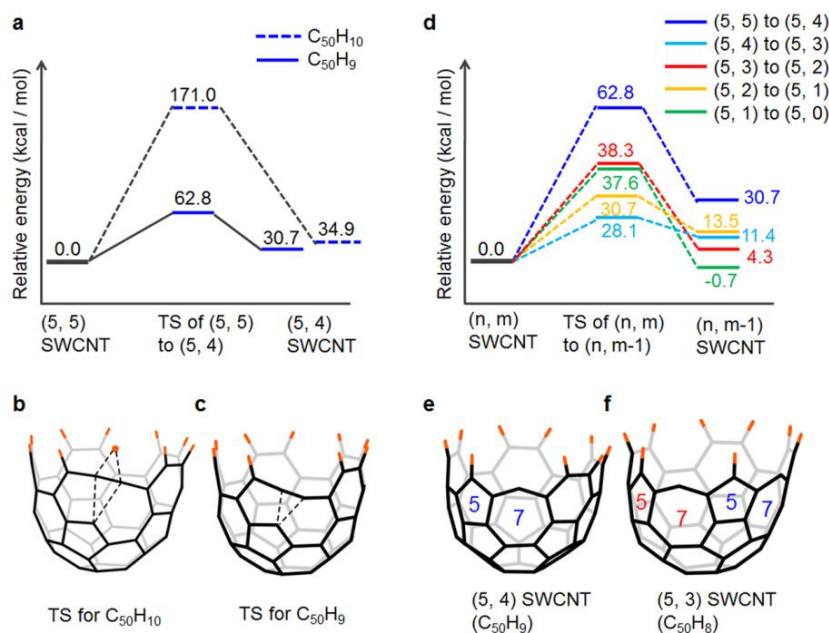 a
C50H10
C50H9
Relative energy (kcal / mol)
171.0
62.8
0.0
30.7
34.9
(5, 5)
SWCNT
TS of (5, 5)
to (5, 4)
(5, 4)
SWCNT
d
(5, 5) to (5, 4)
(5, 4) to (5, 3)
(5, 3) to (5, 2)
(5, 2) to (5, 1)
(5, 1) to (5, 0)
Relative energy (kcal / mol)
62.8
38.3
37.6
30.7
28.1
0.0
30.7
13.5
11.4
4.3
-0.7
(n, m)
SWCNT
TS of (n, m)
to (n, m-1)
(n, m-1)
SWCNT
b
TS for C50H10
c
TS for C50H9
e
5
7
(5, 4) SWCNT
(C50H9)
f
5
7
5
7
(5, 3) SWCNT
(C50H8)